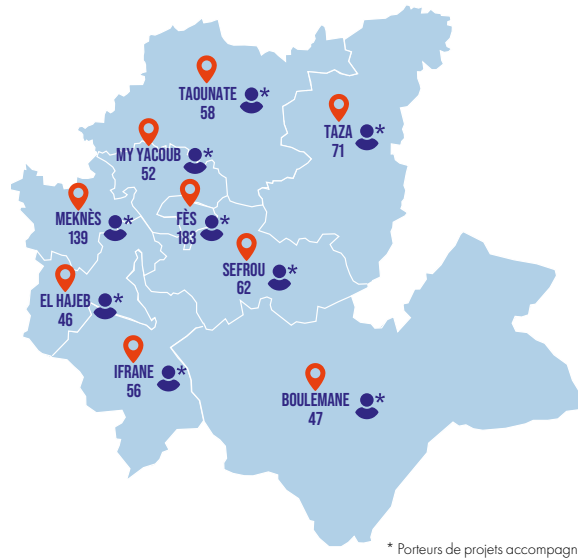 TAOUNATE
58
*
TAZA
71
*
MY YACOUB
52
*
MEKNÈS
139
*
FÈS
183
*
SEFROU
62
*
EL HAJEB
46
*
IFRANE
56
*
BOULEMANE
47
*
* Porteurs de projets accompagn